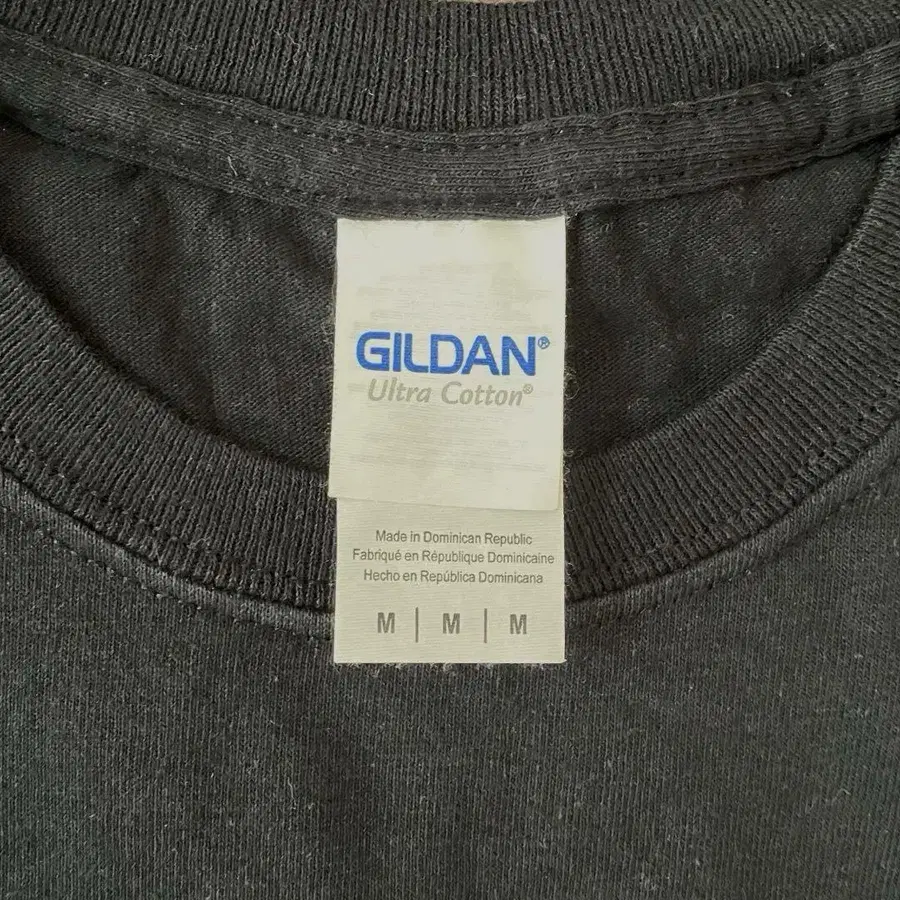 GILDAN®
Ultra Cotton®
Made in Dominican Republic
Fabriqué en République Dominicaine
Hecho en República Dominicana
M | M | M